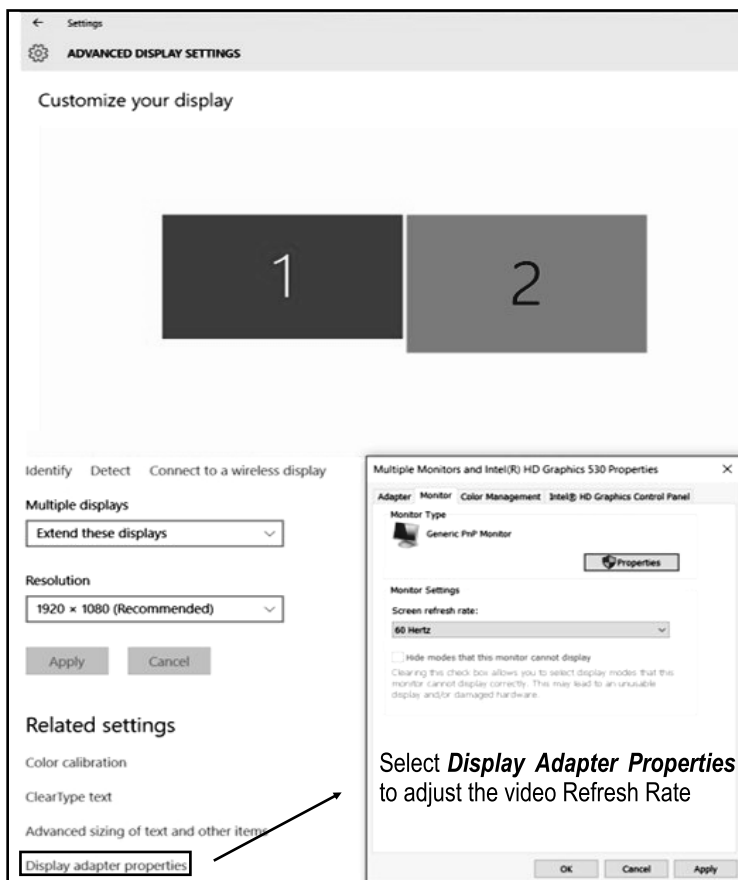 ← Settings
ADVANCED DISPLAY SETTINGS
Customize your display
1 2
Identify Detect Connect to a wireless display
Multiple displays
Extend these displays
Resolution
1920 × 1080 (Recommended)
Apply Cancel
Related settings
Color calibration
ClearType text
Advanced sizing of text and other items
Display adapter properties
Multiple Monitors and Intel(R) HD Graphics 530 Properties ×
Adapter Monitor Color Management Intel® HD Graphics Control Panel
Monitor Type
Generic PnP Monitor
Properties
Monitor Settings
Screen refresh rate:
60 Hertz
Hide modes that this monitor cannot display
Clearing this check box allows you to select display modes that this
monitor cannot display correctly. This may lead to an unusable
display and/or damaged hardware.
Select Display Adapter Properties
to adjust the video Refresh Rate
OK Cancel Apply